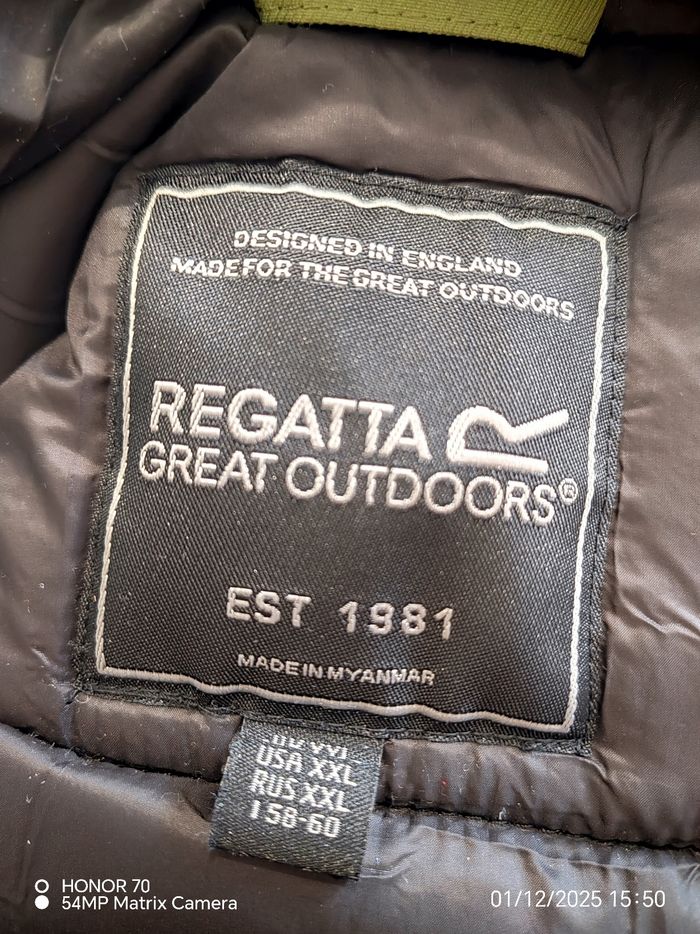 DESIGNED IN ENGLAND
MADE FOR THE GREAT OUTDOORS
REGATTA
GREAT OUTDOORS®
EST 1981
MADE IN MYANMAR
USA XXL
RUS XXL
I 58-60
HONOR 70
54MP Matrix Camera
01/12/2025 15:50